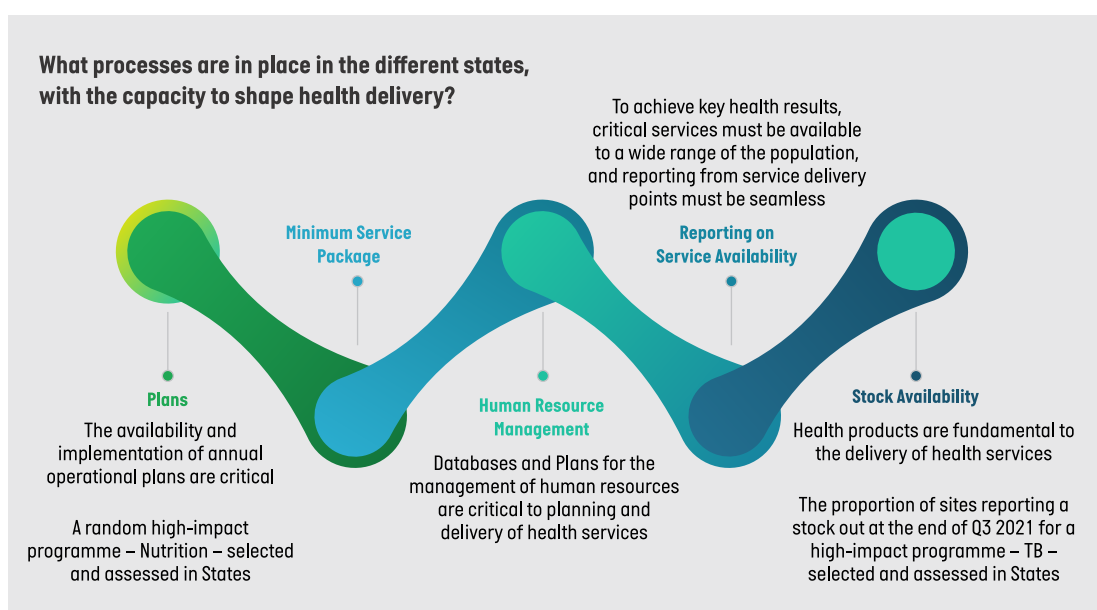 What processes are in place in the different states,
with the capacity to shape health delivery?
Plans
The availability and
implementation of annual
operational plans are critical
A random high-impact
programme – Nutrition – selected
and assessed in States
Minimum Service
Package
Human Resource
Management
Databases and Plans for the
management of human resources
are critical to planning and
delivery of health services
To achieve key health results,
critical services must be available
to a wide range of the population,
and reporting from service delivery
points must be seamless
Reporting on
Service Availability
Stock Availability
Health products are fundamental to
the delivery of health services
The proportion of sites reporting a
stock out at the end of Q3 2021 for a
high-impact programme – TB –
selected and assessed in States